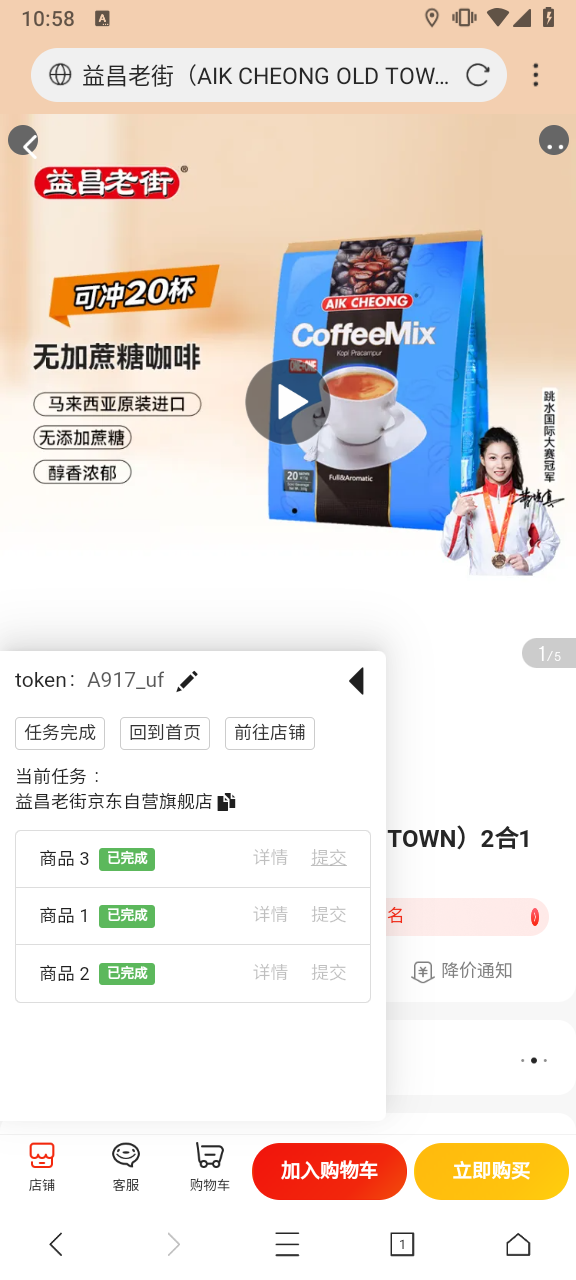 10:58
益昌老街（AIK CHEONG OLD TOW...
益昌老街®
可冲20杯
无加蔗糖咖啡
马来西亚原装进口
无添加蔗糖
醇香浓郁
AIK CHEONG
CoffeeMix
Kopi Pracampur
20
Full&Aromatic
跳水国际大赛冠军
1/5
token： A917_uf
任务完成 回到首页 前往店铺
当前任务：
益昌老街京东自营旗舰店
商品 3 已完成 详情 提交
商品 1 已完成 详情 提交
商品 2 已完成 详情 提交
TOWN）2合1
名
降价通知
店铺 客服 购物车 加入购物车 立即购买
1